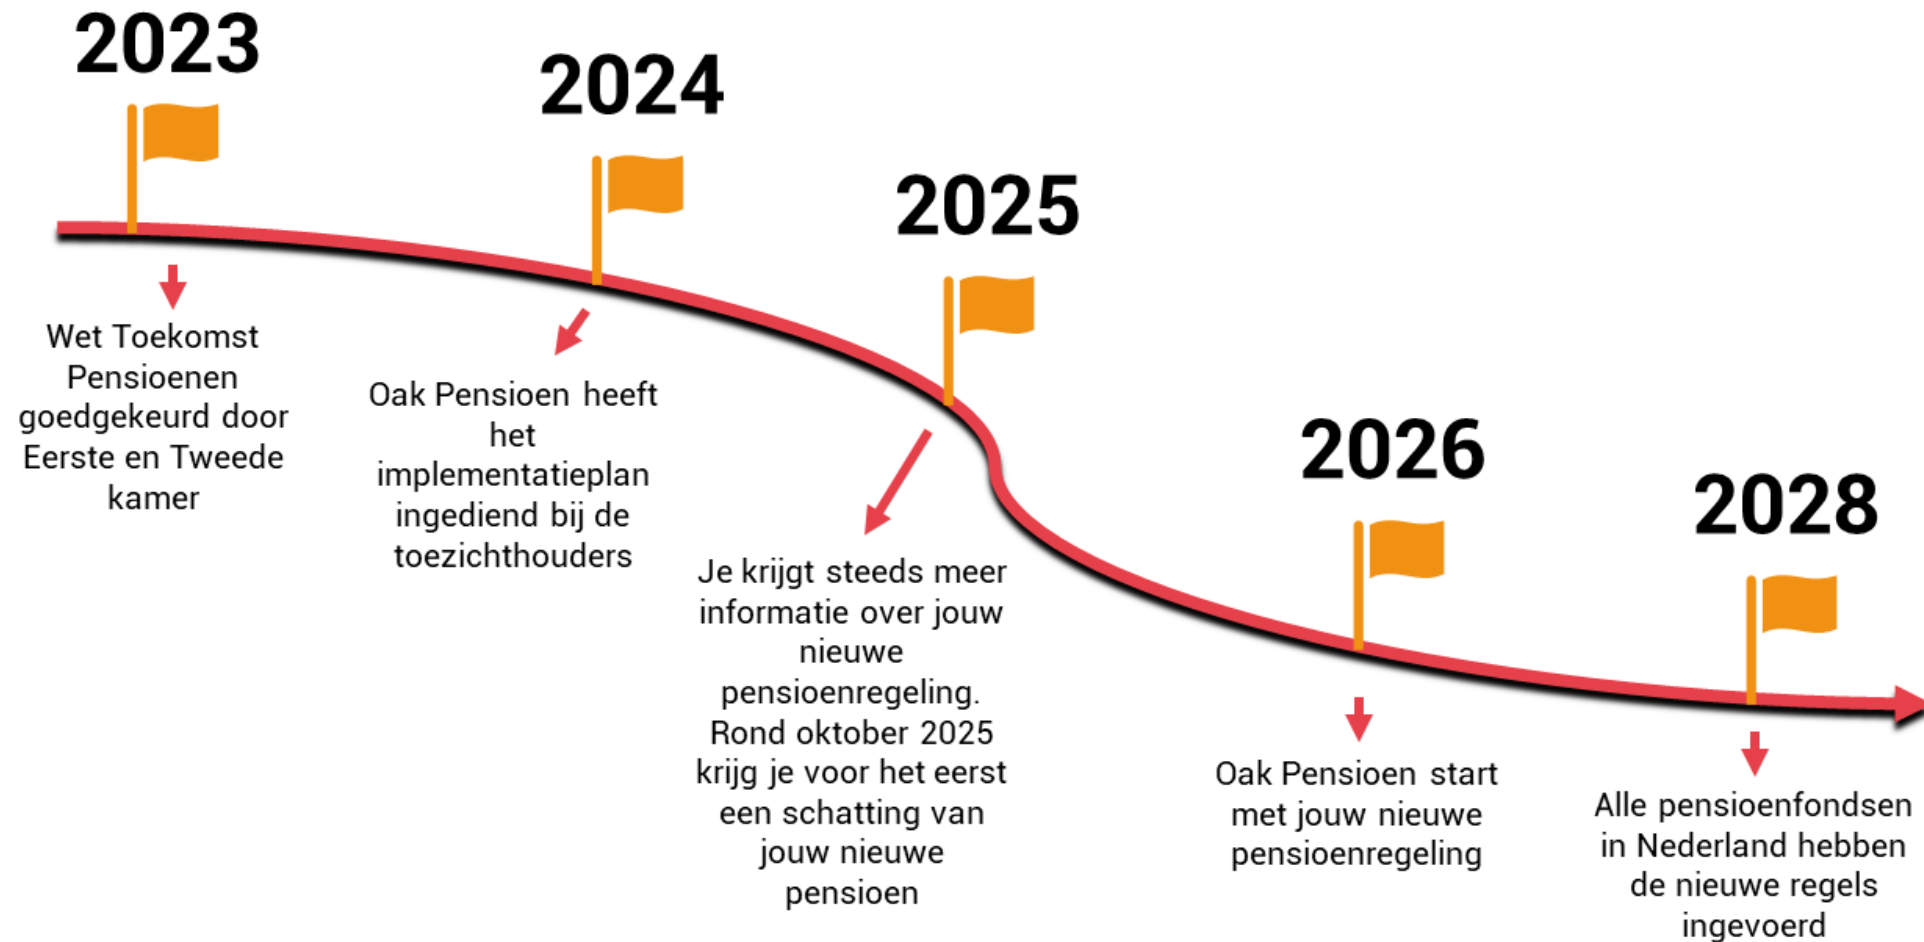 2023
Wet Toekomst
Pensioenen
goedgekeurd door
Eerste en Tweede
kamer
2024
Oak Pensioen heeft
het
implementatieplan
ingediend bij de
toezichthouders
2025
Je krijgt steeds meer
informatie over jouw
nieuwe
pensioenregeling.
Rond oktober 2025
krijg je voor het eerst
een schatting van
jouw nieuwe
pensioen
2026
Oak Pensioen start
met jouw nieuwe
pensioenregeling
2028
Alle pensioenfondsen
in Nederland hebben
de nieuwe regels
ingevoerd